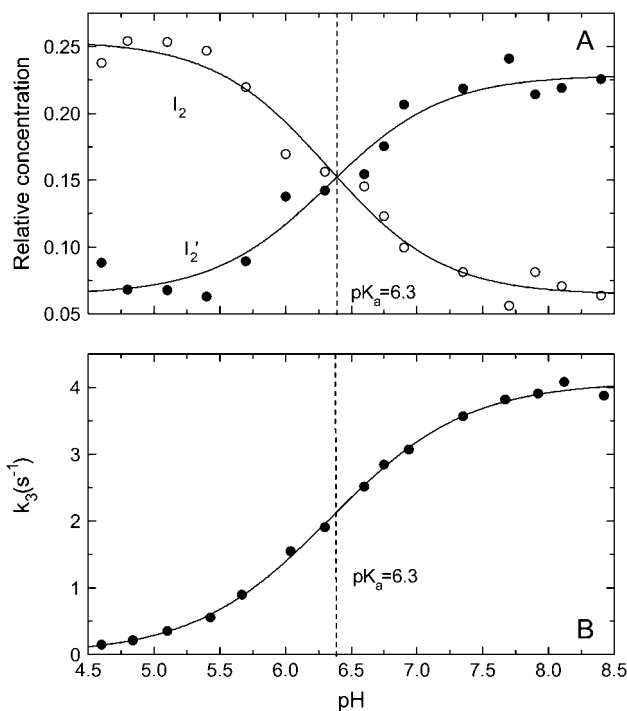 A
0.25
0.20
0.15
0.10
0.05
Relative concentration
I2
I2'
pKa=6.3
B
4
3
2
1
0
k3(s-1)
pKa=6.3
4.5 5.0 5.5 6.0 6.5 7.0 7.5 8.0 8.5
pH